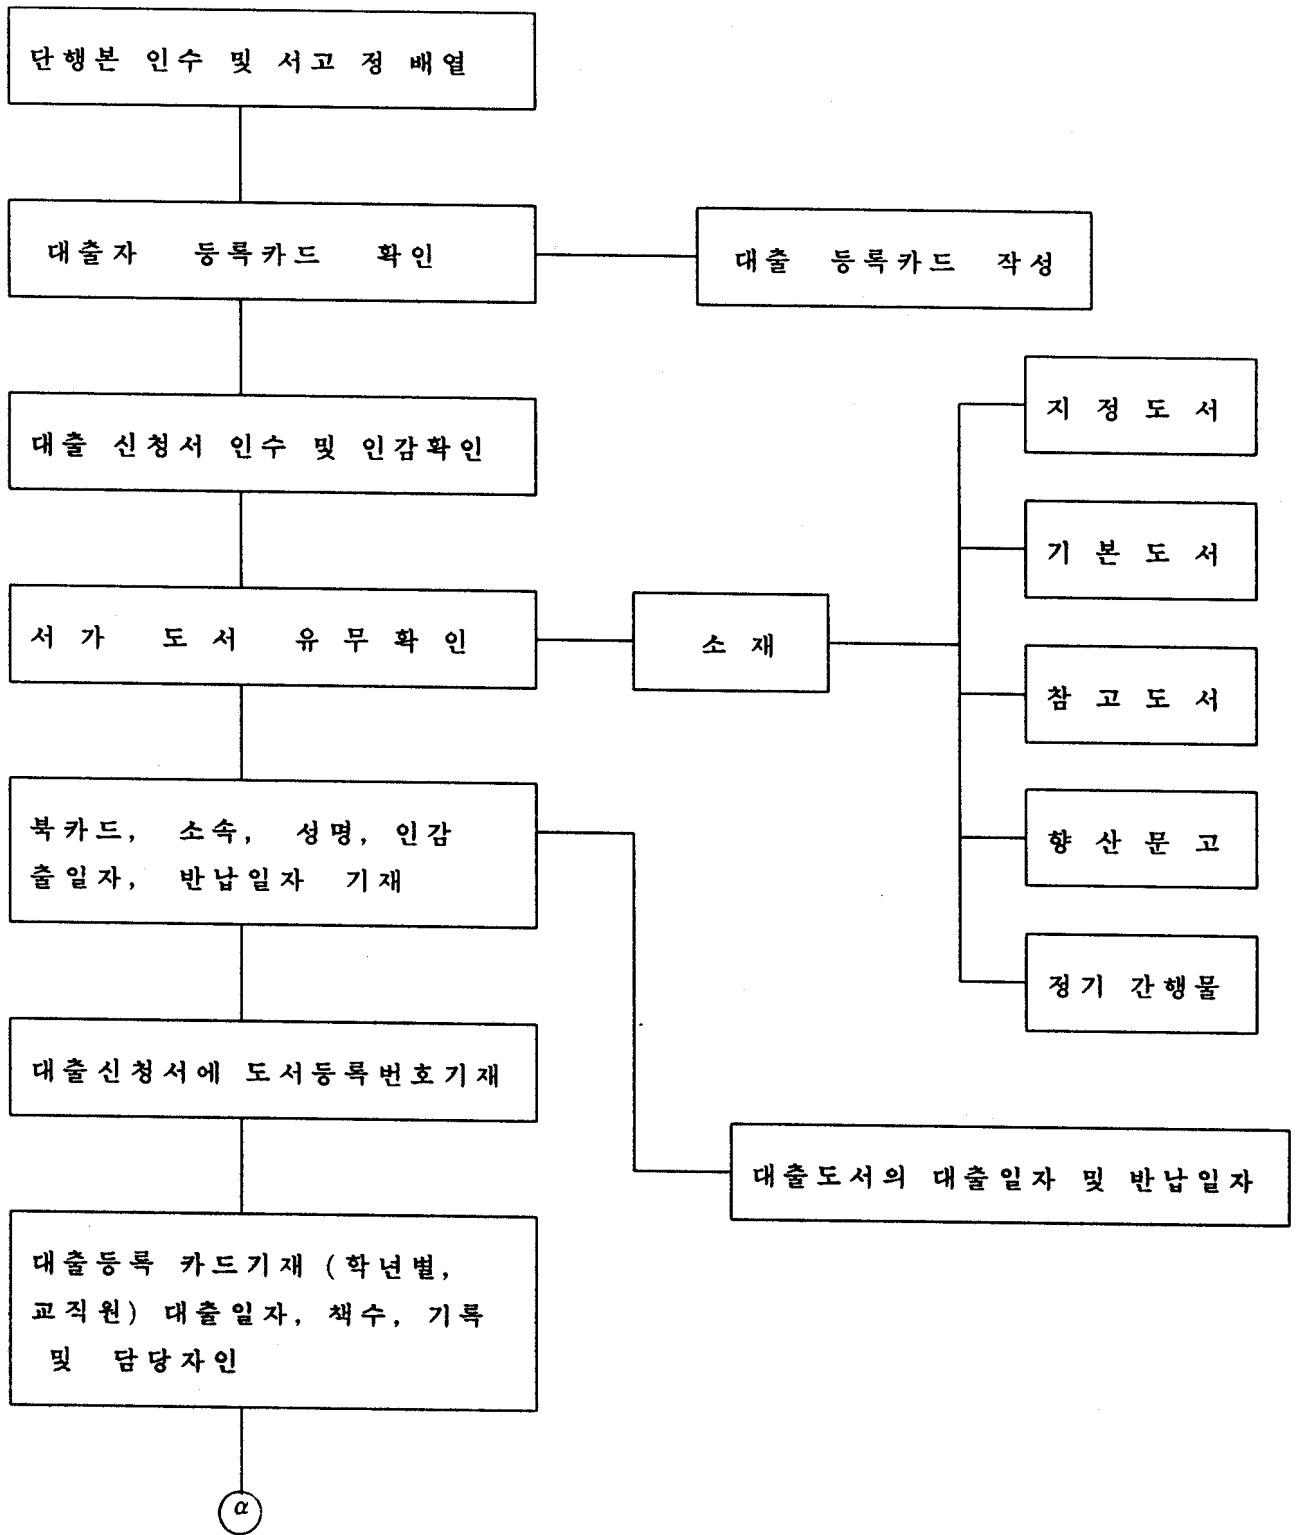 단행본 인수 및 서고 정 배열
대출자 등록카드 확인
대출 등록카드 작성
대출 신청서 인수 및 인감확인
서가 도서 유무확인
소재
지정도서
기본도서
참고도서
향산문고
정기 간행물
북카드, 소속, 성명, 인감
출일자, 반납일자 기재
대출신청서에 도서등록번호기재
대출도서의 대출일자 및 반납일자
대출등록 카드기재 (학년별,
교직원) 대출일자, 책수, 기록
및 담당자인
α